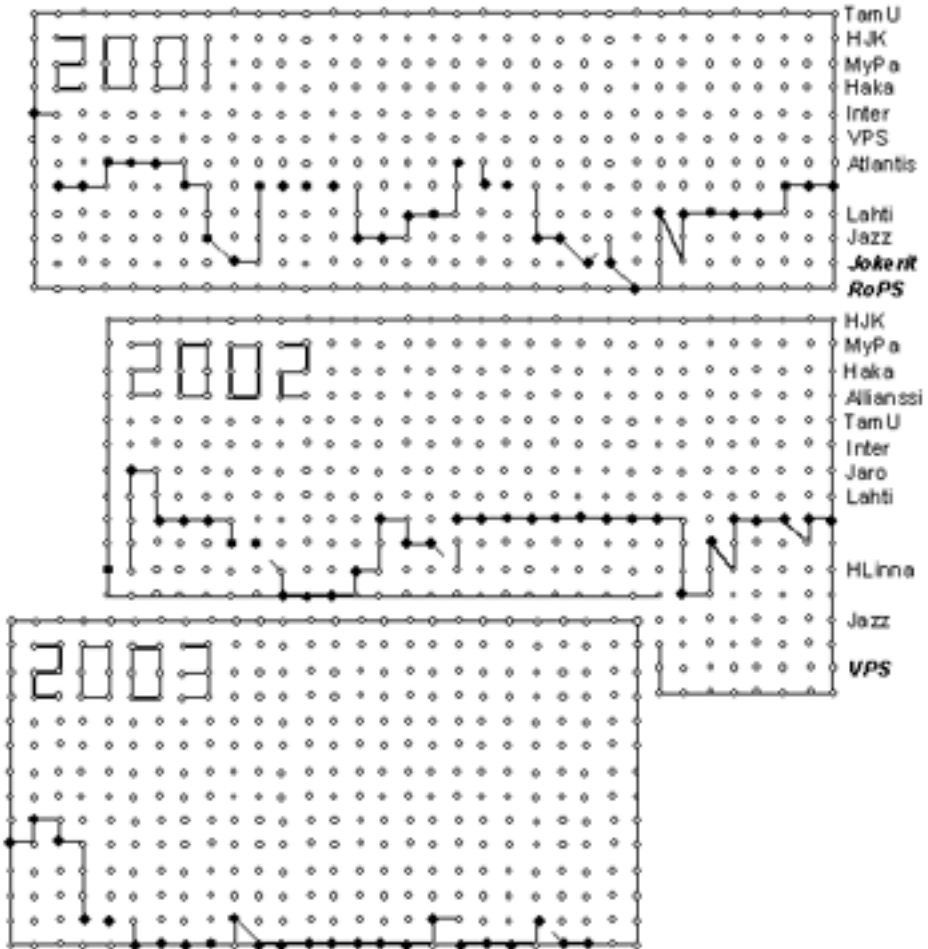 2001
TamU
HJK
MyPa
Haka
Inter
VPS
Atlantis
Lahti
Jazz
Jokerit
RoPS
2002
HJK
MyPa
Haka
Allianssi
TamU
Inter
Jaro
Lahti
HLinna
Jazz
VPS
2003